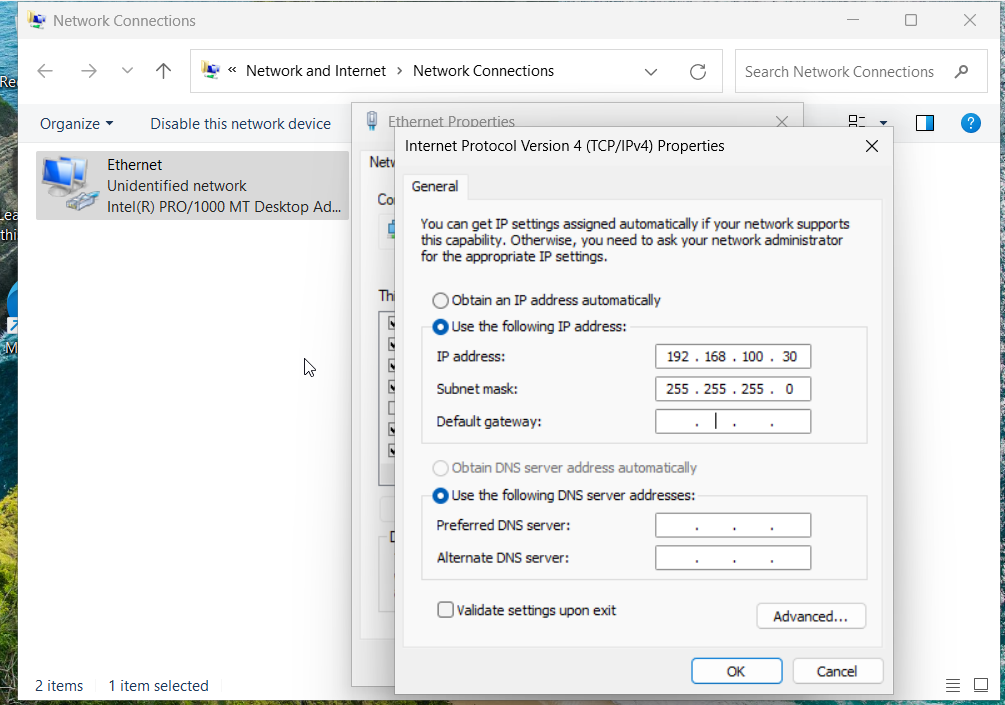 Network Connections
« Network and Internet › Network Connections
Search Network Connections
Organize
Disable this network device
?
Ethernet Properties
Internet Protocol Version 4 (TCP/IPv4) Properties
General
Ethernet
Unidentified network
Intel(R) PRO/1000 MT Desktop Ad...
You can get IP settings assigned automatically if your network supports
this capability. Otherwise, you need to ask your network administrator
for the appropriate IP settings.
Obtain an IP address automatically
Use the following IP address:
IP address:
192 . 168 . 100 . 30
Subnet mask:
255 . 255 . 255 . 0
Default gateway:
. . .
Obtain DNS server address automatically
Use the following DNS server addresses:
Preferred DNS server:
. . .
Alternate DNS server:
. . .
Validate settings upon exit
Advanced...
OK
Cancel
2 items
1 item selected